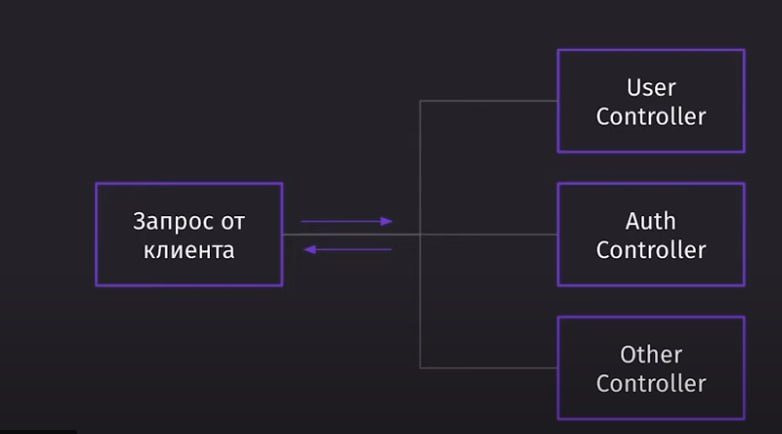 User
Controller
Запрос от
клиента
Auth
Controller
Other
Controller